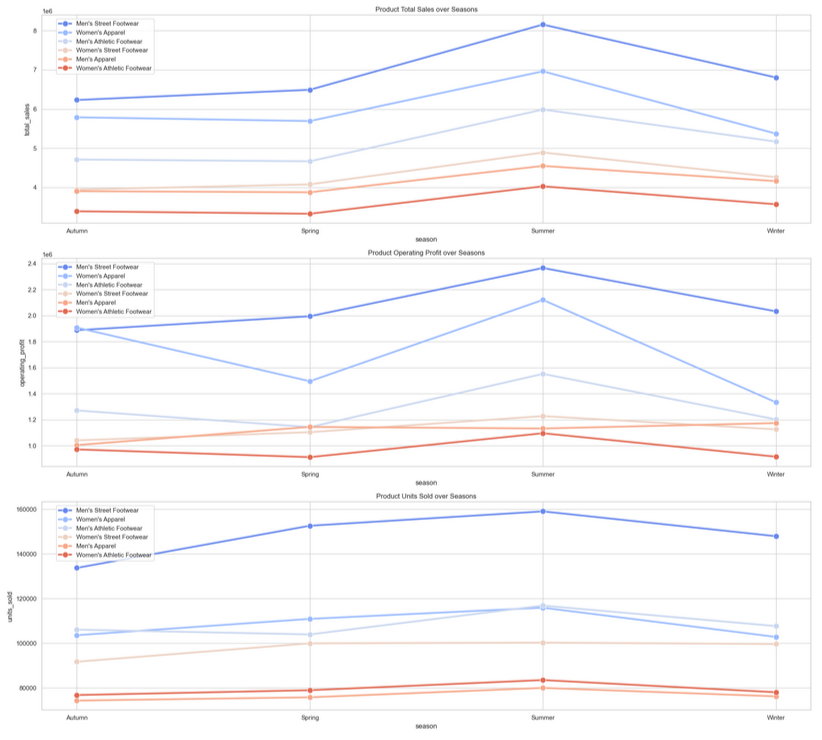 Product Total Sales over Seasons
1e6
Men's Street Footwear
Women's Apparel
Men's Athletic Footwear
Women's Street Footwear
Men's Apparel
Women's Athletic Footwear
8
7
6
5
4
total_sales
Autumn Spring Summer Winter
season
Product Operating Profit over Seasons
1e6
Men's Street Footwear
Women's Apparel
Men's Athletic Footwear
Women's Street Footwear
Men's Apparel
Women's Athletic Footwear
2.4
2.2
2.0
1.8
1.6
1.4
1.2
1.0
operating_profit
Autumn Spring Summer Winter
season
Product Units Sold over Seasons
Men's Street Footwear
Women's Apparel
Men's Athletic Footwear
Women's Street Footwear
Men's Apparel
Women's Athletic Footwear
160000
140000
120000
100000
80000
units_sold
Autumn Spring Summer Winter
season